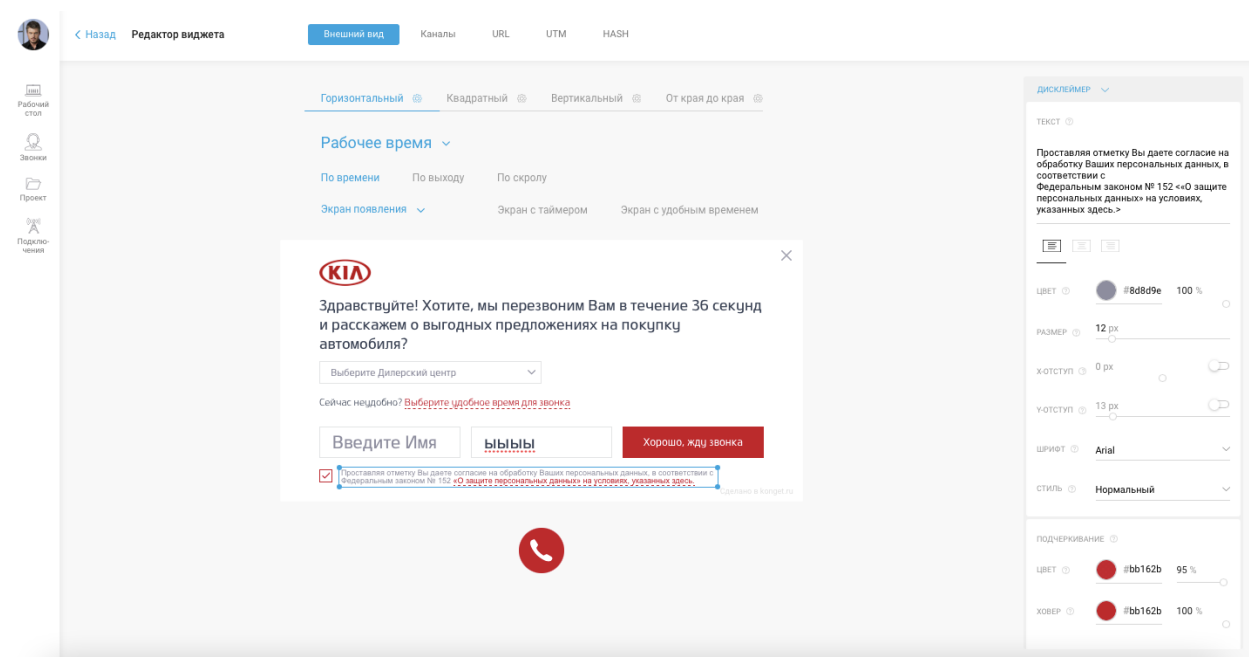 Назад Редактор виджета Внешний вид Каналы URL UTM HASH
Рабочий
стол
Звонки
Проект
Подклю-
чения
Горизонтальный Квадратный Вертикальный От края до края
Рабочее время
По времени По выходу По скролу
Экран появления Экран с таймером Экран с удобным временем
KIA
Здравствуйте! Хотите, мы перезвоним Вам в течение 36 секунд
и расскажем о выгодных предложениях на покупку
автомобиля?
Выберите Дилерский центр
Сейчас неудобно? Выберите удобное время для звонка
Введите Имя ыыыы Хорошо, жду звонка
Проставляя отметку Вы даете согласие на обработку Ваших персональных данных, в соответствии с
Федеральным законом № 152 «О защите персональных данных» на условиях, указанных здесь.
ДИСКЛЕЙМЕР
ТЕКСТ
Проставляя отметку Вы даете согласие на
обработку Ваших персональных данных, в
соответствии с
Федеральным законом № 152 <«О защите
персональных данных» на условиях,
указанных здесь.>
ЦВЕТ #8d8d9e 100 %
РАЗМЕР 12 px
X-ОТСТУП 0 px
Y-ОТСТУП 13 px
ШРИФТ Arial
СТИЛЬ Нормальный
ПОДЧЕРКИВАНИЕ
ЦВЕТ #bb162b 95 %
ХОВЕР #bb162b 100 %